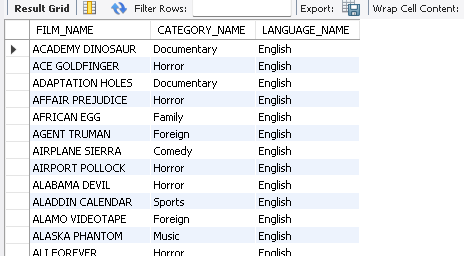 Result Grid Filter Rows: Export: Wrap Cell Content:
FILM_NAME CATEGORY_NAME LANGUAGE_NAME
ACADEMY DINOSAUR Documentary English
ACE GOLDFINGER Horror English
ADAPTATION HOLES Documentary English
AFFAIR PREJUDICE Horror English
AFRICAN EGG Family English
AGENT TRUMAN Foreign English
AIRPLANE SIERRA Comedy English
AIRPORT POLLOCK Horror English
ALABAMA DEVIL Horror English
ALADDIN CALENDAR Sports English
ALAMO VIDEOTAPE Foreign English
ALASKA PHANTOM Music English
ALI FOREVER Horror English